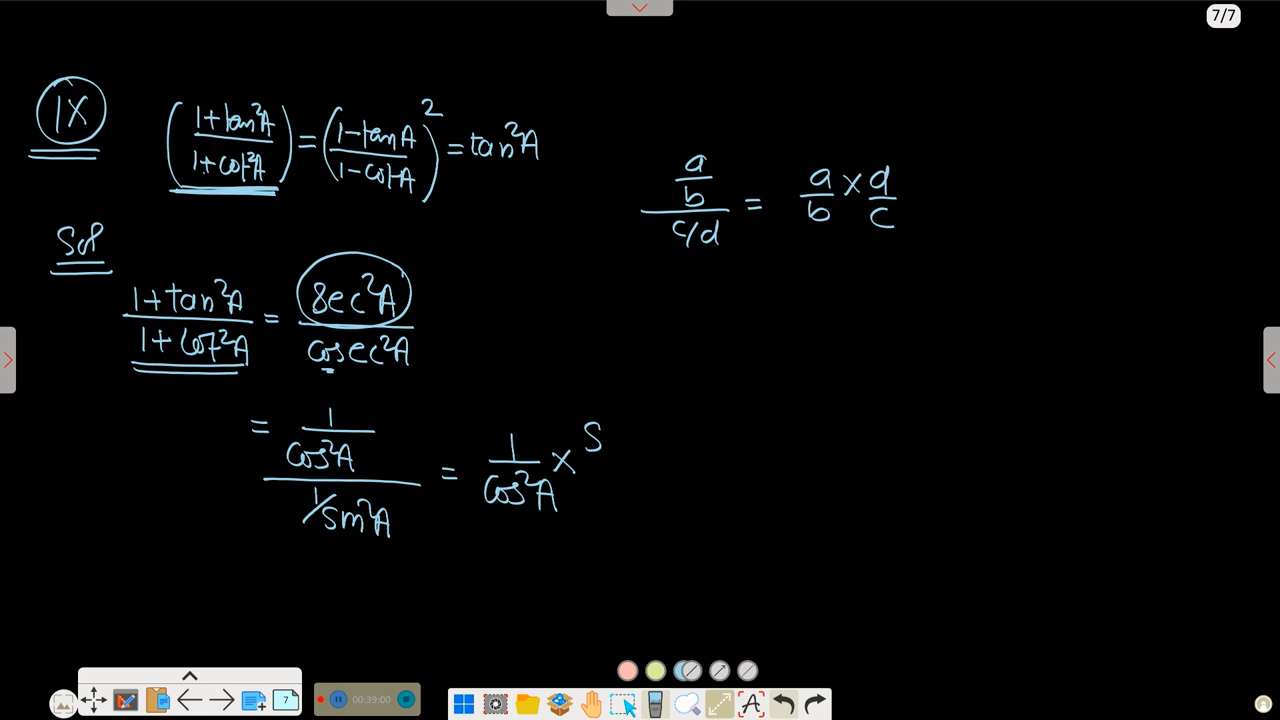 7/7
IX (1+tan²A/1+cot²A) = (1-tanA/1-cotA)² = tan²A
a/b / c/d = a/b × d/c
Sol
1+tan²A/1+cot²A = sec²A/cosec²A
= 1/cos²A / 1/sin²A = 1/cos²A × S
7
00:39:00